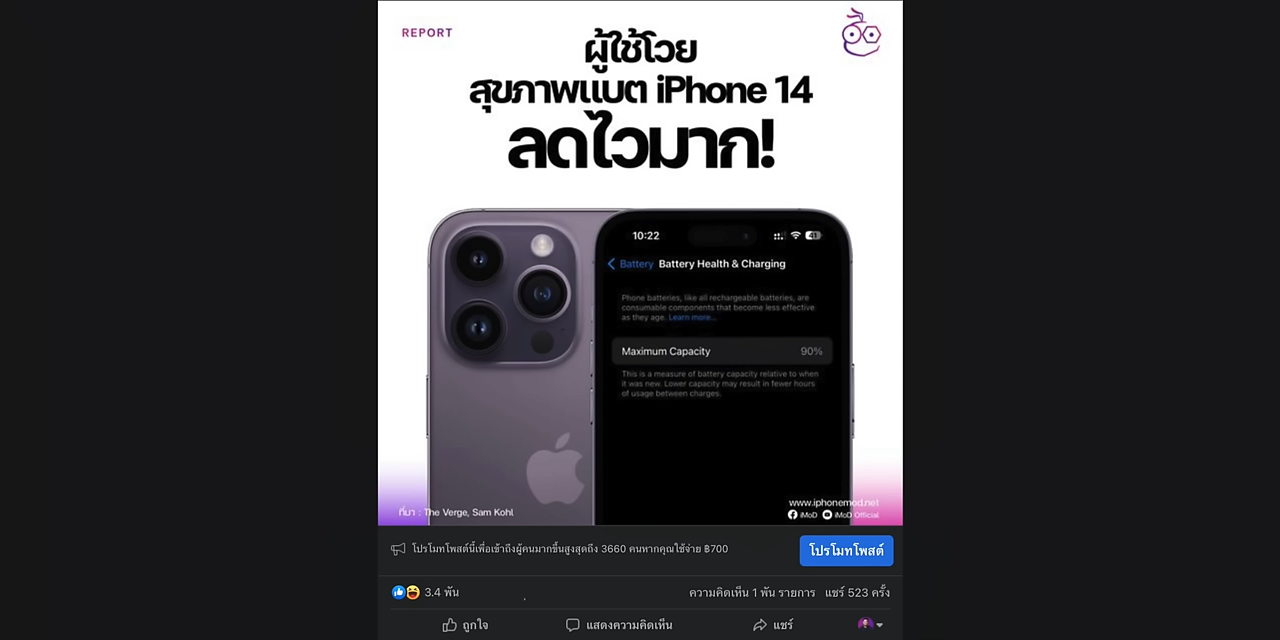 REPORT
ผู้ใช้โวย
สุขภาพแบต iPhone 14
ลดไวมาก!
10:22
41
Battery Battery Health & Charging
Phone batteries, like all rechargeable batteries, are
consumable components that become less effective
as they age. Learn more...
Maximum Capacity 90%
This is a measure of battery capacity relative to when
it was new. Lower capacity may result in fewer hours
of usage between charges.
www.iphonemod.net
ที่มา : The Verge, Sam Kohl
iMoD iMoD Official
โปรโมทโพสต์นี้เพื่อเข้าถึงผู้คนมากขึ้นสูงสุดถึง 3660 คนหากคุณใช้จ่าย ฿700
โปรโมทโพสต์
3.4 พัน
ความคิดเห็น 1 พัน รายการ แชร์ 523 ครั้ง
ถูกใจ
แสดงความคิดเห็น
แชร์